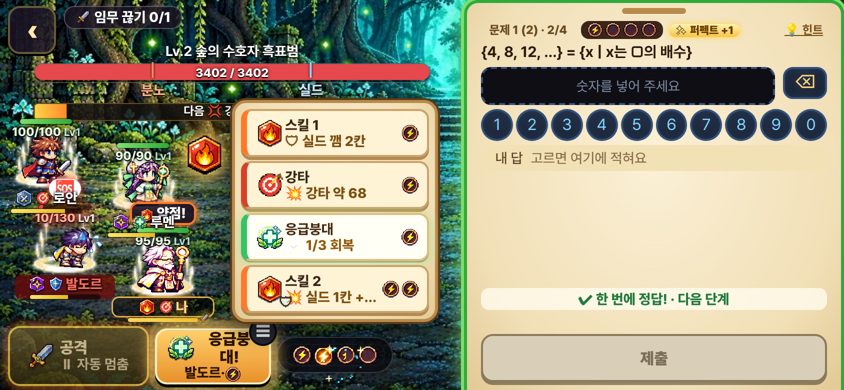 임무 끊기 0/1
Lv.2 숲의 수호자 흑표범
3402 / 3402
분노
실드
다음
100/100 Lv1
90/90 Lv1
SOS
로안
약점!
루멘
10/130 Lv1
95/95 Lv1
발도르
나
스킬 1
실드 깸 2칸
강타
강타 약 68
응급붕대
1/3 회복
스킬 2
실드 1칸 +...
공격
자동 멈춤
응급붕대!
발도르·
문제 1 (2) · 2/4
퍼펙트 +1
힌트
{4, 8, 12, ...} = {x | x는 □의 배수}
숫자를 넣어 주세요
1 2 3 4 5 6 7 8 9 0
내 답 고르면 여기에 적혀요
✔ 한 번에 정답! · 다음 단계
제출